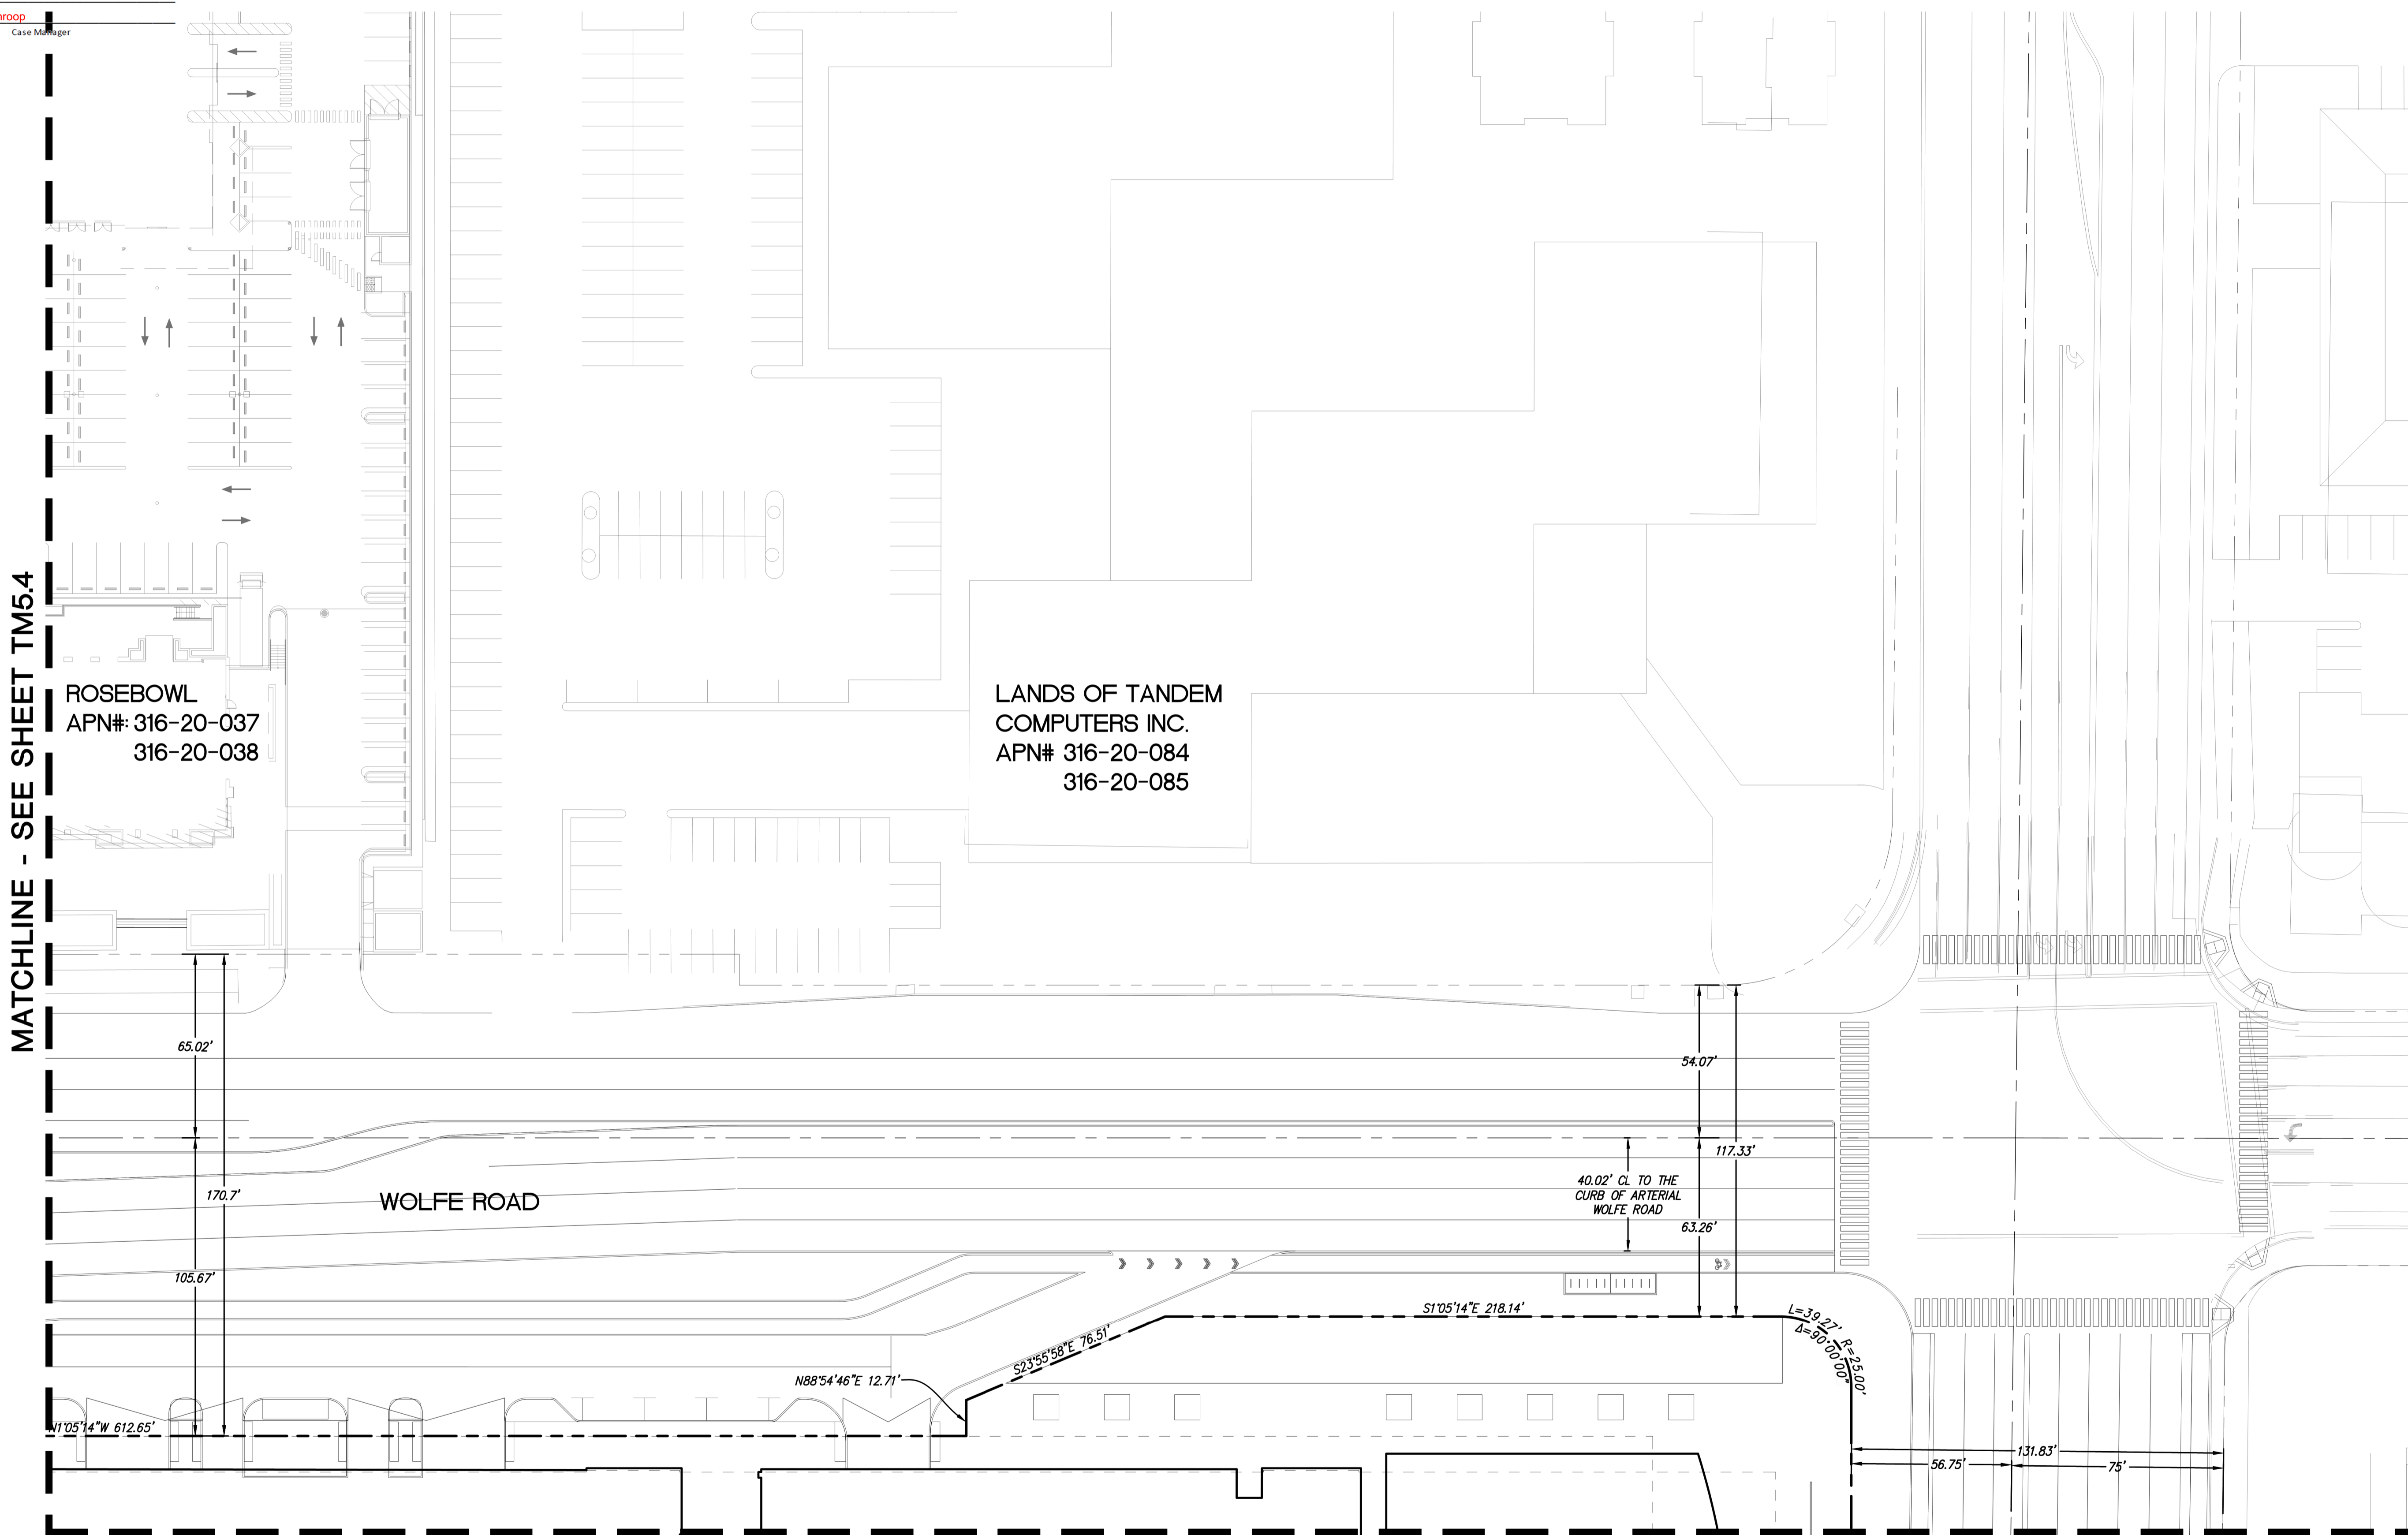 Case Manager
MATCHLINE - SEE SHEET TM5.4
ROSEBOWL
APN#: 316-20-037
316-20-038
LANDS OF TANDEM
COMPUTERS INC.
APN# 316-20-084
316-20-085
65.02'
54.07'
117.33'
170.7'
WOLFE ROAD
40.02' CL TO THE
CURB OF ARTERIAL
WOLFE ROAD
63.26'
105.67'
S1°05'14"E 218.14'
L=39.27' R=25.00'
Δ=90°00'00"
S23°55'58"E 76.51'
N88°54'46"E 12.71'
N1°05'14"W 612.65'
131.83'
56.75'
75'